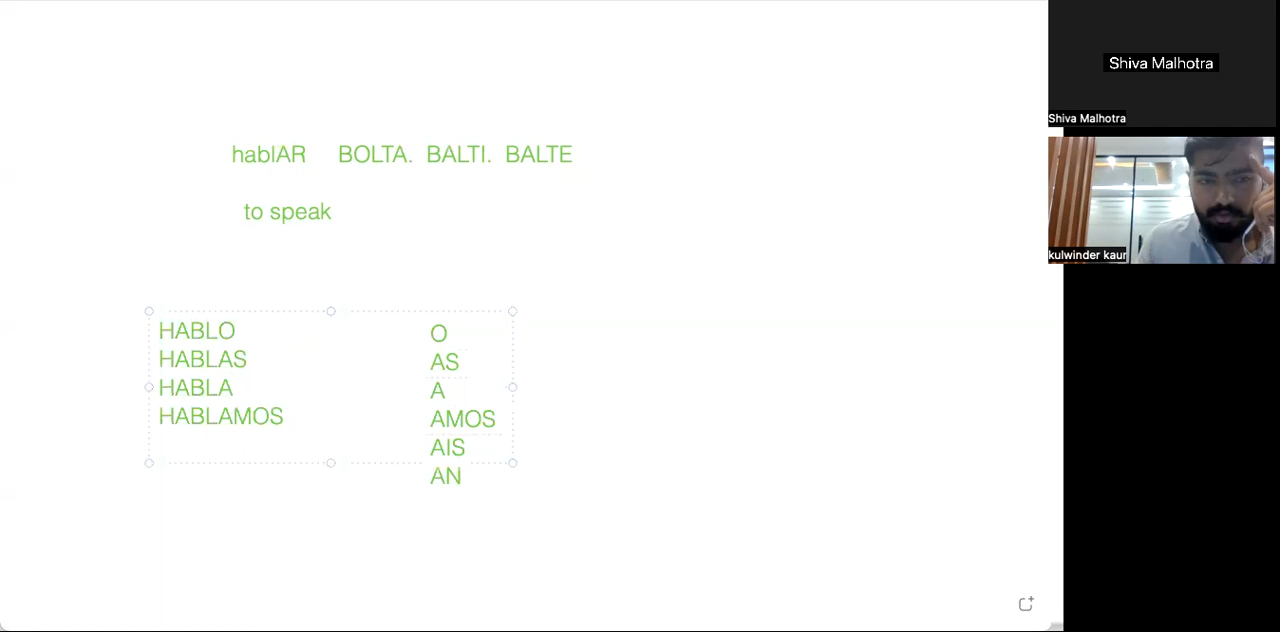 Shiva Malhotra
Shiva Malhotra
hablAR BOLTA. BALTI. BALTE
to speak
kulwinder kaur
HABLO O
HABLAS AS
HABLA A
HABLAMOS AMOS
AIS
AN